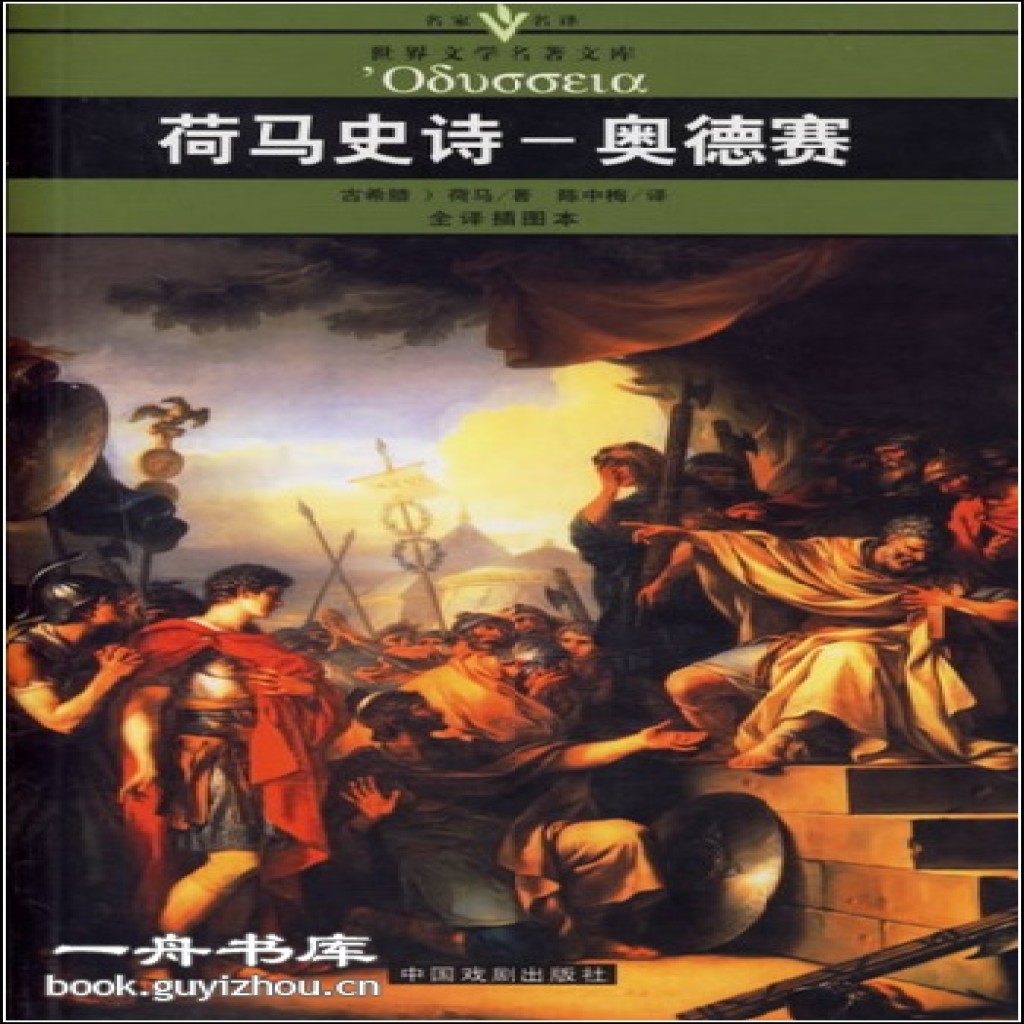 名家 名译
世界文学名著文库
’Οδυσσεια
荷马史诗－奥德赛
古希腊 〉荷马/著 陈中梅/译
全译插图本
一舟书库
book.guyizhou.cn
中国戏剧出版社